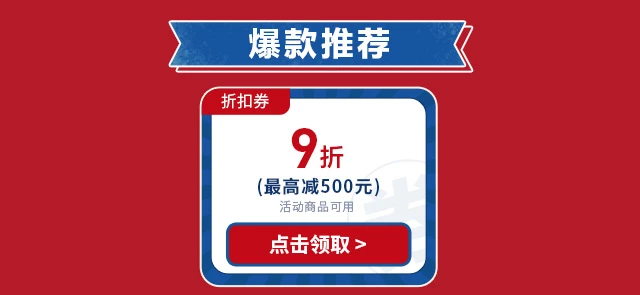 爆款推荐
折扣券
9折
(最高减500元)
活动商品可用
点击领取 >